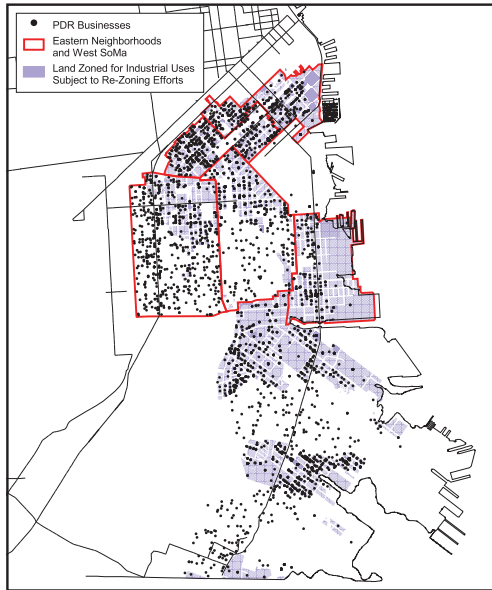 PDR Businesses
Eastern Neighborhoods
and West SoMa
Land Zoned for Industrial Uses
Subject to Re-Zoning Efforts